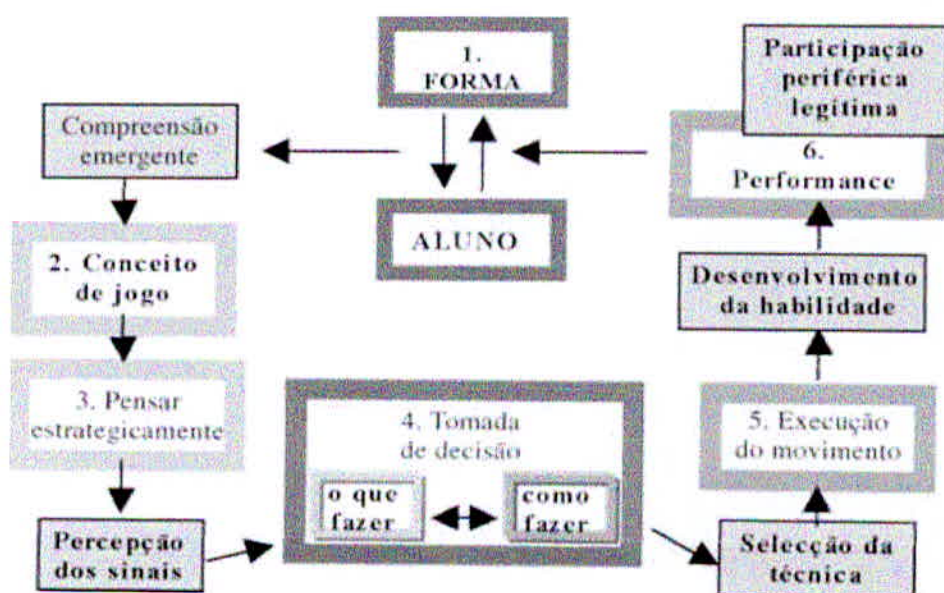 1.
FORMA
ALUNO
Compreensão
emergente
2. Conceito
de jogo
3. Pensar
estrategicamente
Percepção
dos sinais
4. Tomada
de decisão
o que
fazer
como
fazer
Selecção da
técnica
5. Execução
do movimento
Desenvolvimento
da habilidade
6.
Performance
Participação
periférica
legítima